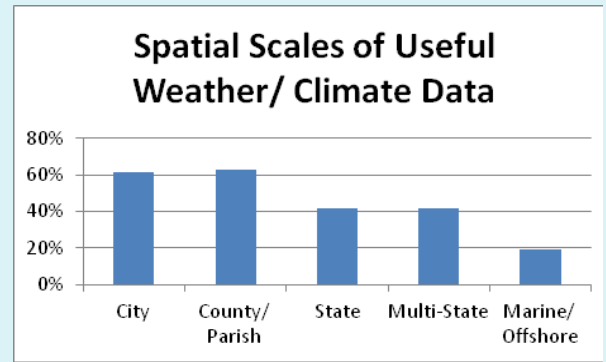 Spatial Scales of Useful
Weather/ Climate Data
80%
60%
40%
20%
0%
City
County/
Parish
State
Multi-State
Marine/
Offshore